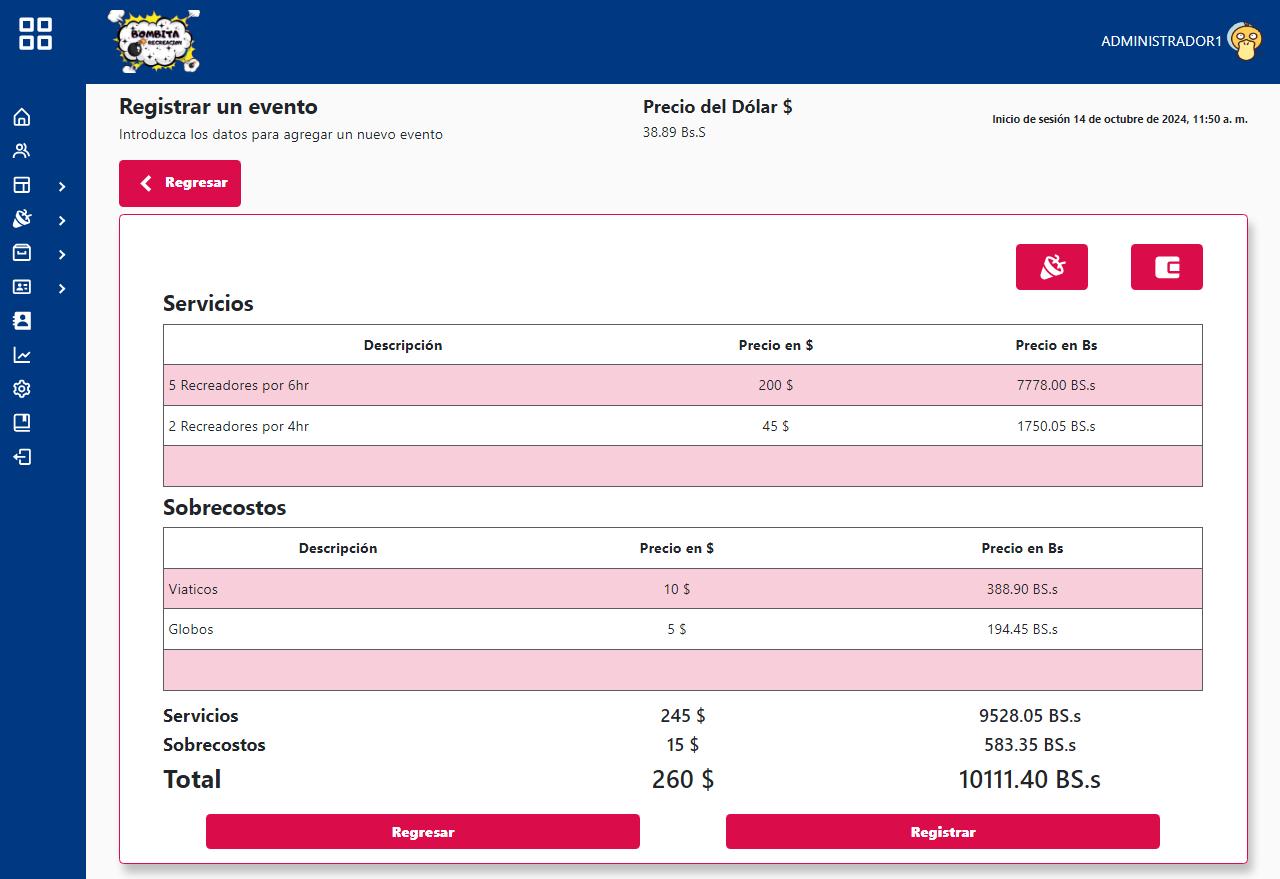 BOMBITA
RECREACION
ADMINISTRADOR1
Registrar un evento
Introduzca los datos para agregar un nuevo evento
Precio del Dólar $
38.89 Bs.S
Inicio de sesión 14 de octubre de 2024, 11:50 a. m.
Regresar
Servicios
Descripción Precio en $ Precio en Bs
5 Recreadores por 6hr 200 $ 7778.00 BS.s
2 Recreadores por 4hr 45 $ 1750.05 BS.s
Sobrecostos
Descripción Precio en $ Precio en Bs
Viaticos 10 $ 388.90 BS.s
Globos 5 $ 194.45 BS.s
Servicios 245 $ 9528.05 BS.s
Sobrecostos 15 $ 583.35 BS.s
Total 260 $ 10111.40 BS.s
Regresar Registrar